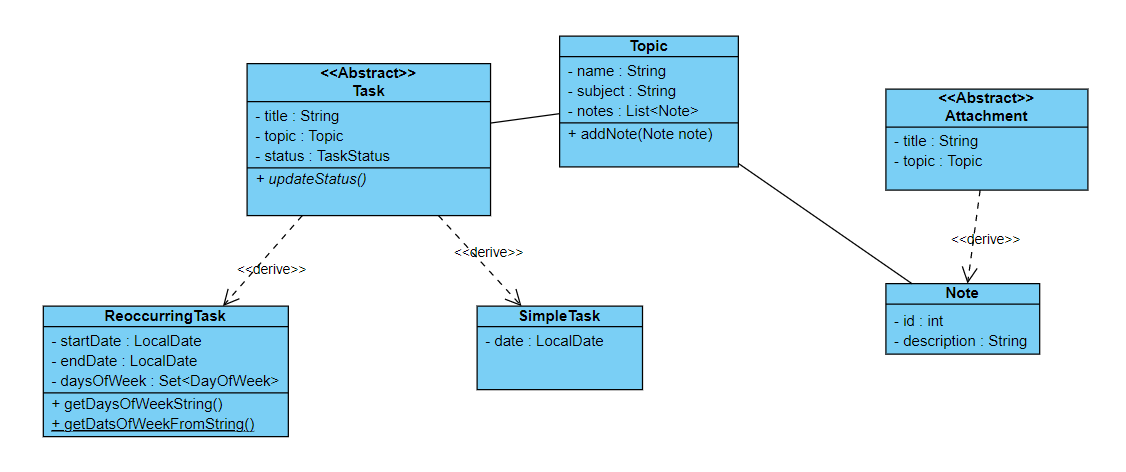 <<Abstract>>
Task
- title : String
- topic : Topic
- status : TaskStatus
+ updateStatus()
Topic
- name : String
- subject : String
- notes : List<Note>
+ addNote(Note note)
<<Abstract>>
Attachment
- title : String
- topic : Topic
<<derive>>
<<derive>>
<<derive>>
ReoccurringTask
- startDate : LocalDate
- endDate : LocalDate
- daysOfWeek : Set<DayOfWeek>
+ getDaysOfWeekString()
+ getDatsOfWeekFromString()
SimpleTask
- date : LocalDate
Note
- id : int
- description : String